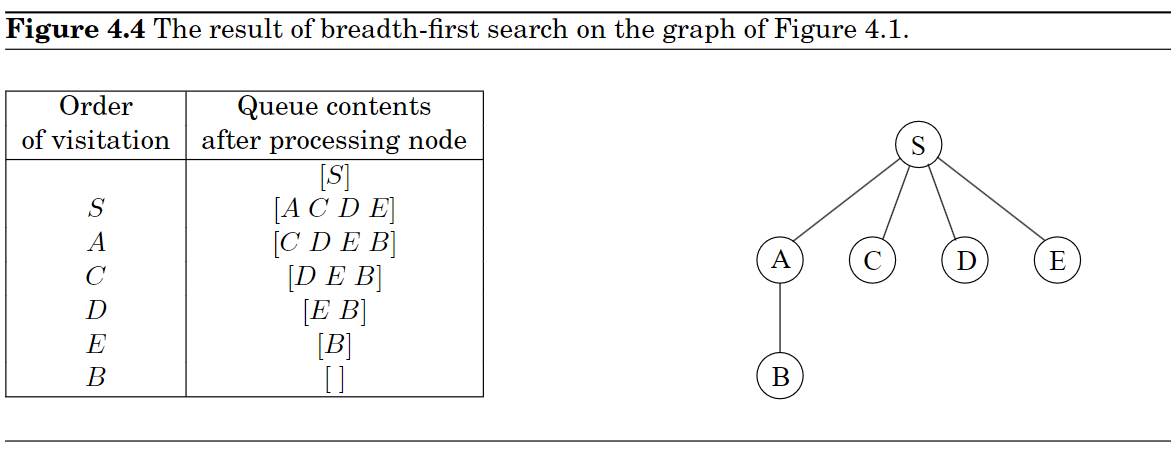 Figure 4.4 The result of breadth-first search on the graph of Figure 4.1.
Order Queue contents
of visitation after processing node
[S]
S [A C D E]
A [C D E B]
C [D E B]
D [E B]
E [B]
B [ ]
S
A C D E
B